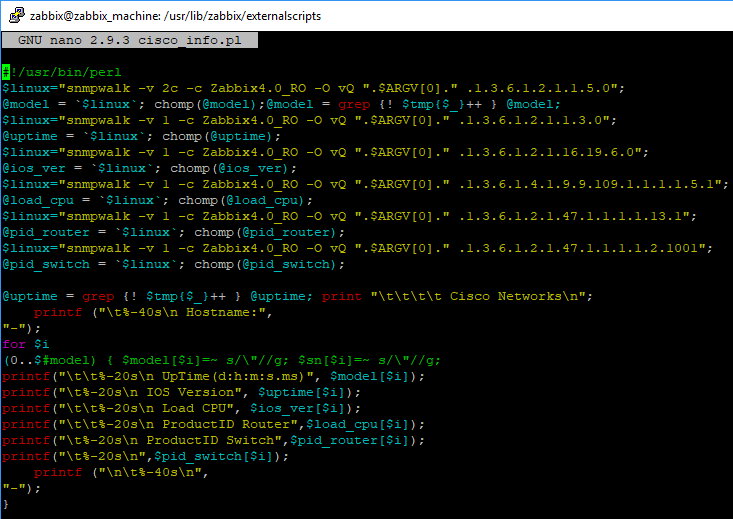 zabbix@zabbix_machine: /usr/lib/zabbix/externalscripts
GNU nano 2.9.3 cisco_info.pl
#!/usr/bin/perl
$linux="snmpwalk -v 2c -c Zabbix4.0_RO -O vQ ".$ARGV[0]." .1.3.6.1.2.1.1.5.0";
@model = `$linux`; chomp(@model);@model = grep {! $tmp{$_}++ } @model;
$linux="snmpwalk -v 1 -c Zabbix4.0_RO -O vQ ".$ARGV[0]." .1.3.6.1.2.1.1.3.0";
@uptime = `$linux`; chomp(@uptime);
$linux="snmpwalk -v 1 -c Zabbix4.0_RO -O vQ ".$ARGV[0]." .1.3.6.1.2.1.16.19.6.0";
@ios_ver = `$linux`; chomp(@ios_ver);
$linux="snmpwalk -v 1 -c Zabbix4.0_RO -O vQ ".$ARGV[0]." .1.3.6.1.4.1.9.9.109.1.1.1.1.5.1";
@load_cpu = `$linux`; chomp(@load_cpu);
$linux="snmpwalk -v 1 -c Zabbix4.0_RO -O vQ ".$ARGV[0]." .1.3.6.1.2.1.47.1.1.1.1.13.1";
@pid_router = `$linux`; chomp(@pid_router);
$linux="snmpwalk -v 1 -c Zabbix4.0_RO -O vQ ".$ARGV[0]." .1.3.6.1.2.1.47.1.1.1.1.2.1001";
@pid_switch = `$linux`; chomp(@pid_switch);
@uptime = grep {! $tmp{$_}++ } @uptime; print "\t\t\t\t Cisco Networks\n";
printf ("\t%-40s\n Hostname:",
"-");
for $i
(0..$#model) { $model[$i]=~ s/\"//g; $sn[$i]=~ s/\"//g;
printf("\t\t%-20s\n UpTime(d:h:m:s.ms)", $model[$i]);
printf("\t%-20s\n IOS Version", $uptime[$i]);
printf("\t\t%-20s\n Load CPU", $ios_ver[$i]);
printf("\t\t%-20s\n ProductID Router",$load_cpu[$i]);
printf("\t%-20s\n ProductID Switch",$pid_router[$i]);
printf("\t%-20s\n",$pid_switch[$i]);
printf ("\n\t%-40s\n",
"-");
}